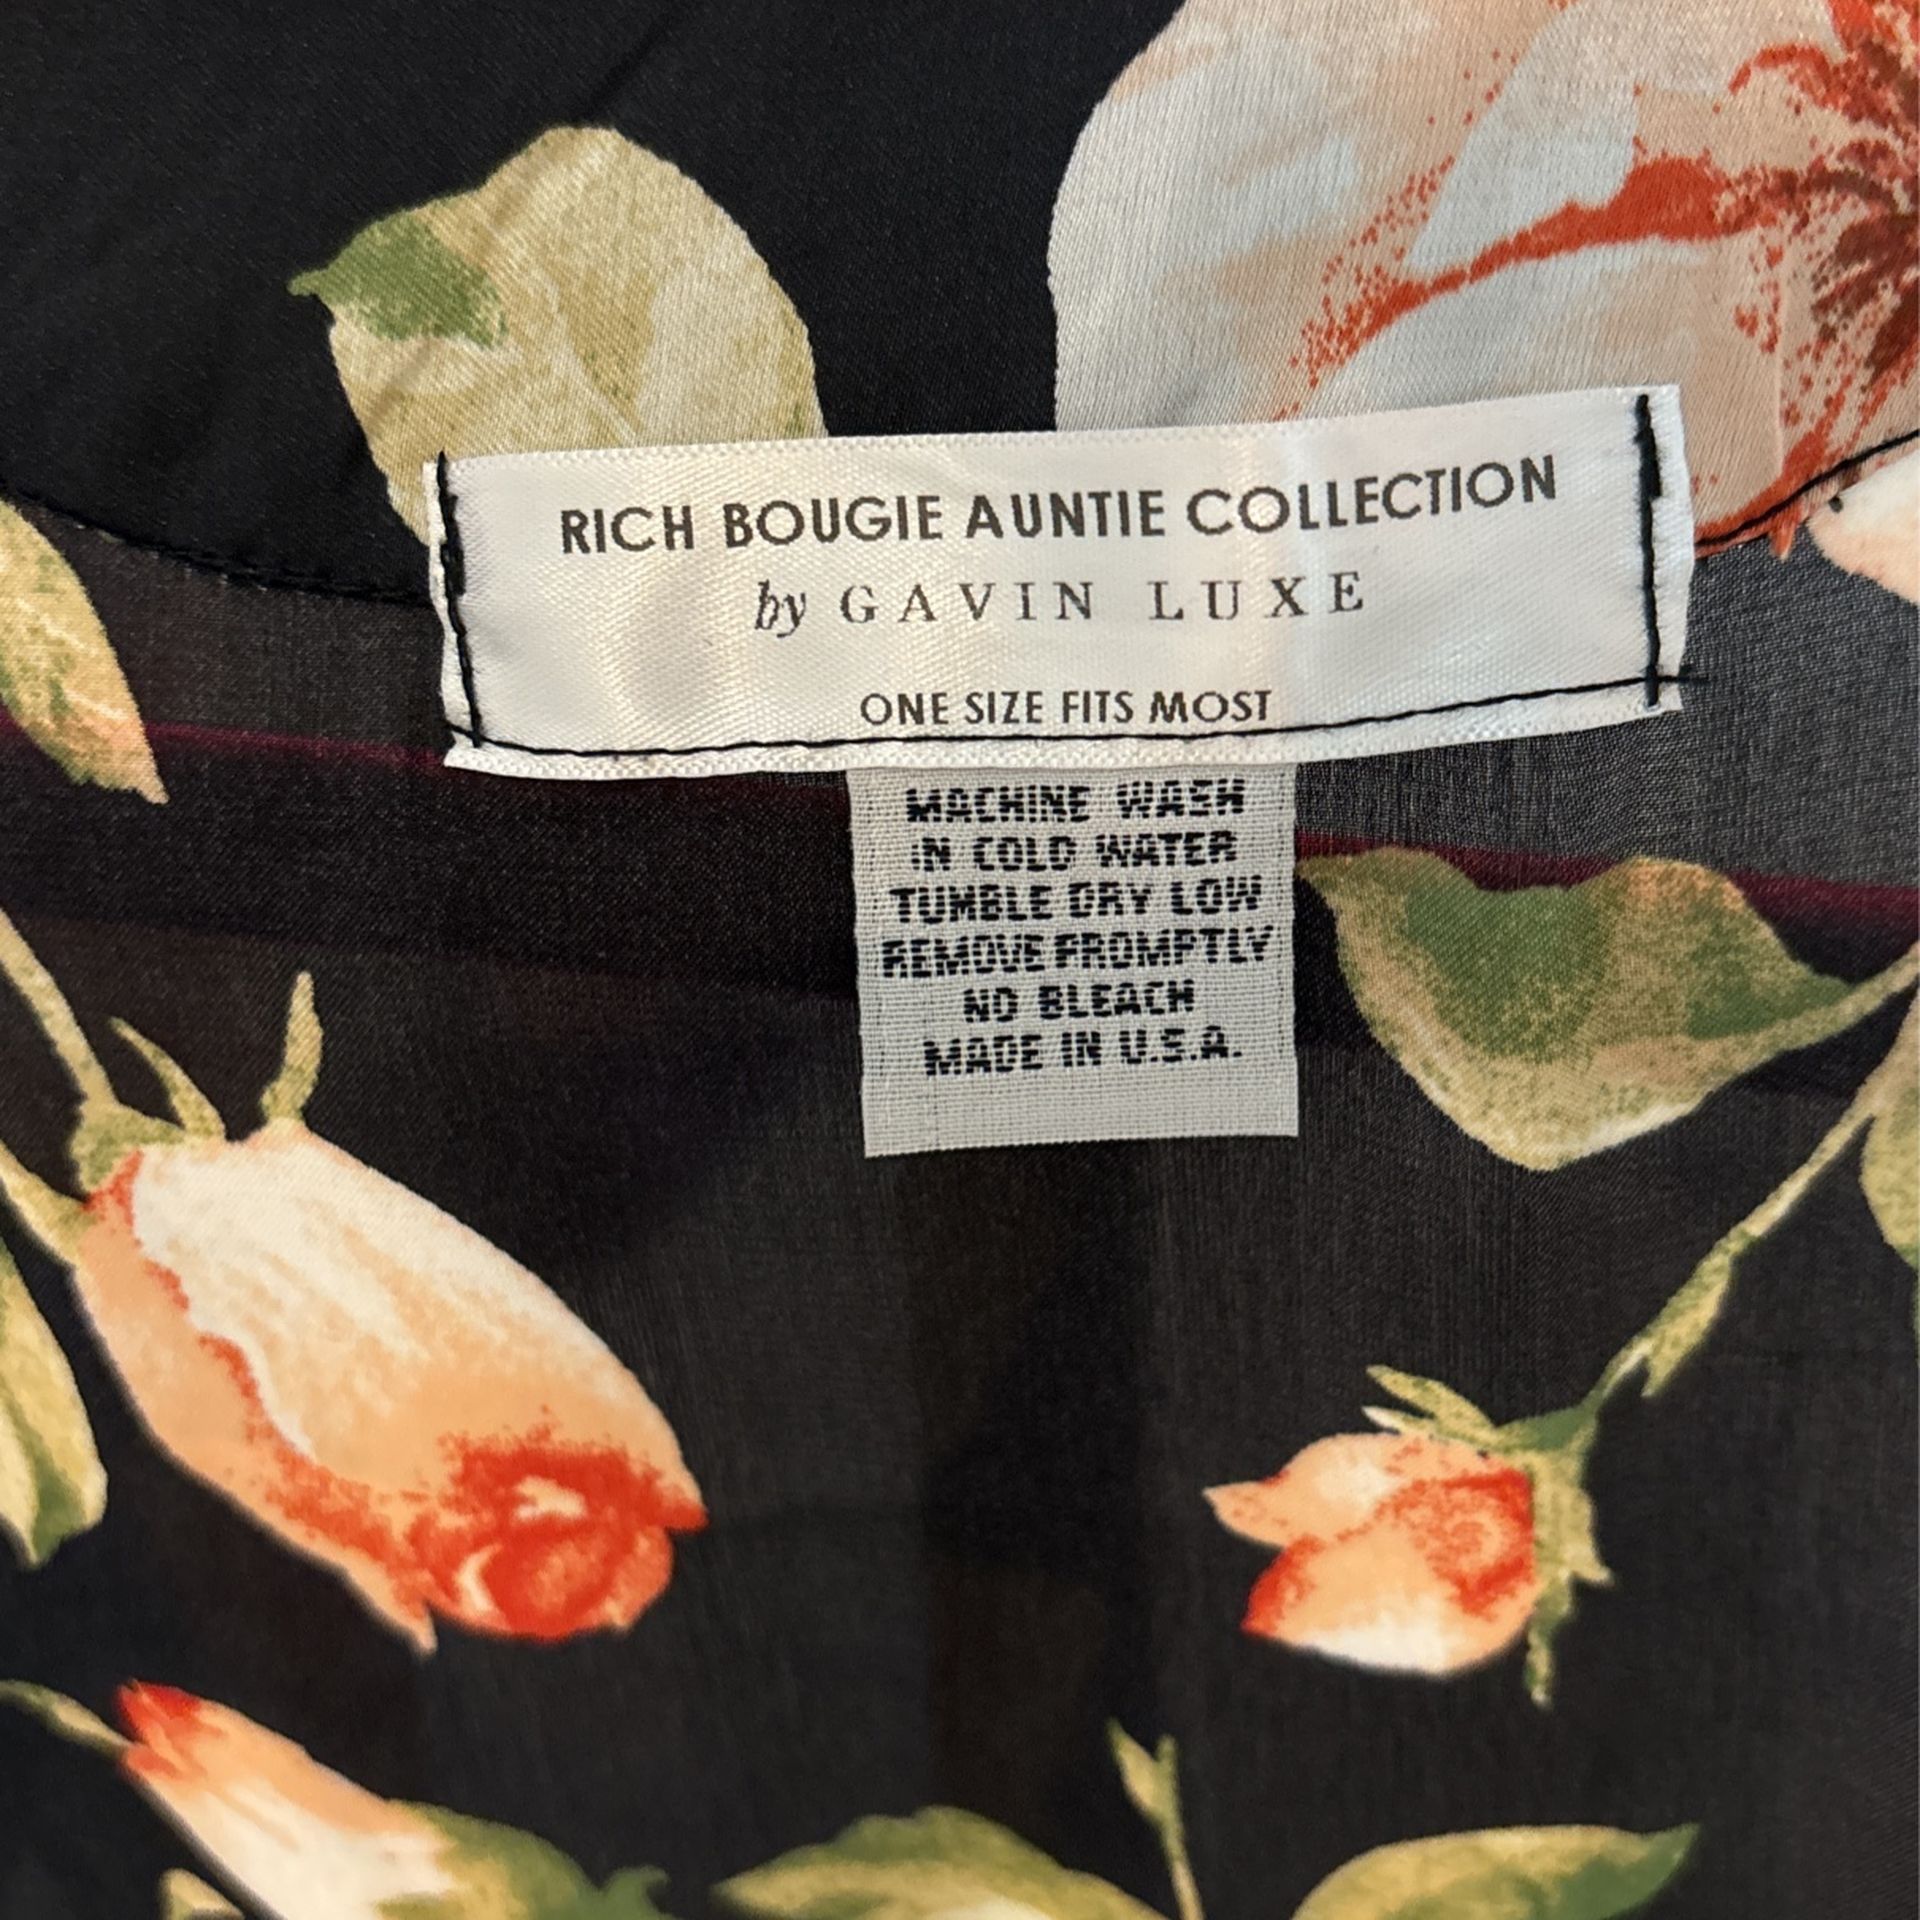 RICH BOUGIE AUNTIE COLLECTION
by GAVIN LUXE
ONE SIZE FITS MOST
MACHINE WASH
IN COLD WATER
TUMBLE DRY LOW
REMOVE PROMPTLY
NO BLEACH
MADE IN U.S.A.